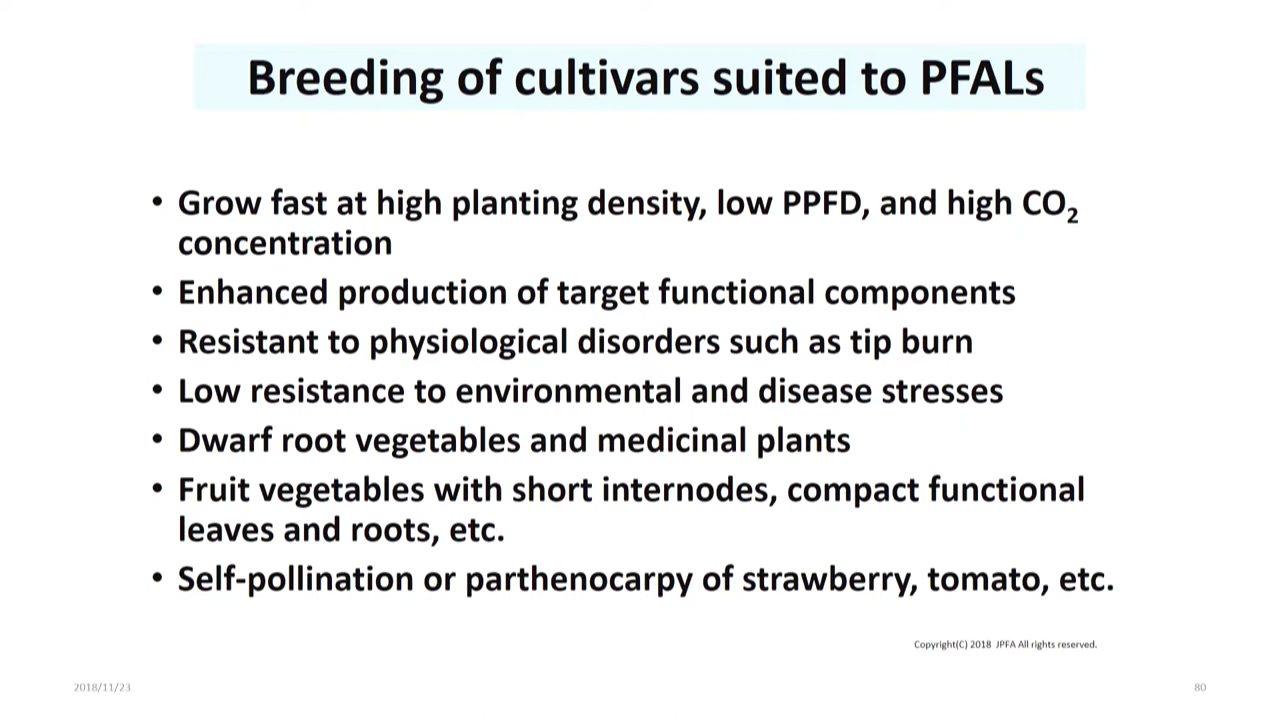 Breeding of cultivars suited to PFALs
• Grow fast at high planting density, low PPFD, and high CO₂
concentration
• Enhanced production of target functional components
• Resistant to physiological disorders such as tip burn
• Low resistance to environmental and disease stresses
• Dwarf root vegetables and medicinal plants
• Fruit vegetables with short internodes, compact functional
leaves and roots, etc.
• Self-pollination or parthenocarpy of strawberry, tomato, etc.
Copyright(C) 2018 JPFA All rights reserved.
2018/11/23
80